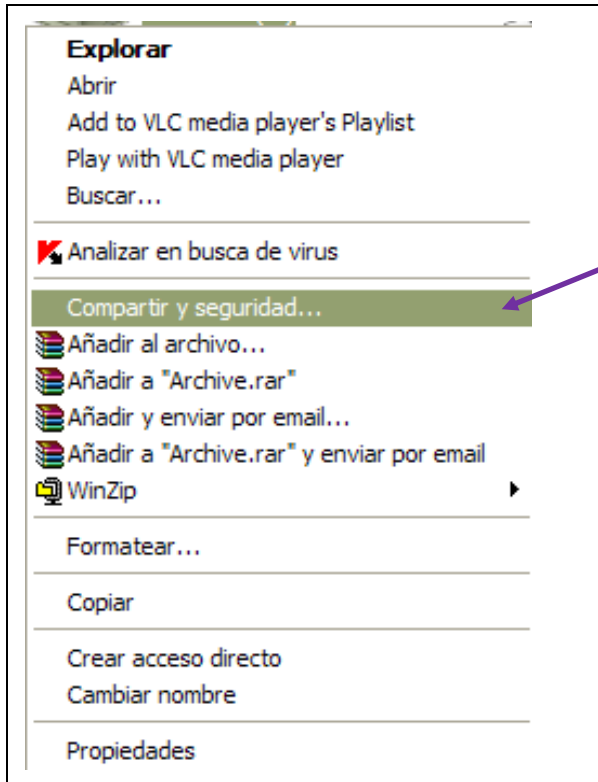 Explorar
Abrir
Add to VLC media player's Playlist
Play with VLC media player
Buscar...
Analizar en busca de virus
Compartir y seguridad...
Añadir al archivo...
Añadir a "Archive.rar"
Añadir y enviar por email...
Añadir a "Archive.rar" y enviar por email
WinZip
Formatear...
Copiar
Crear acceso directo
Cambiar nombre
Propiedades